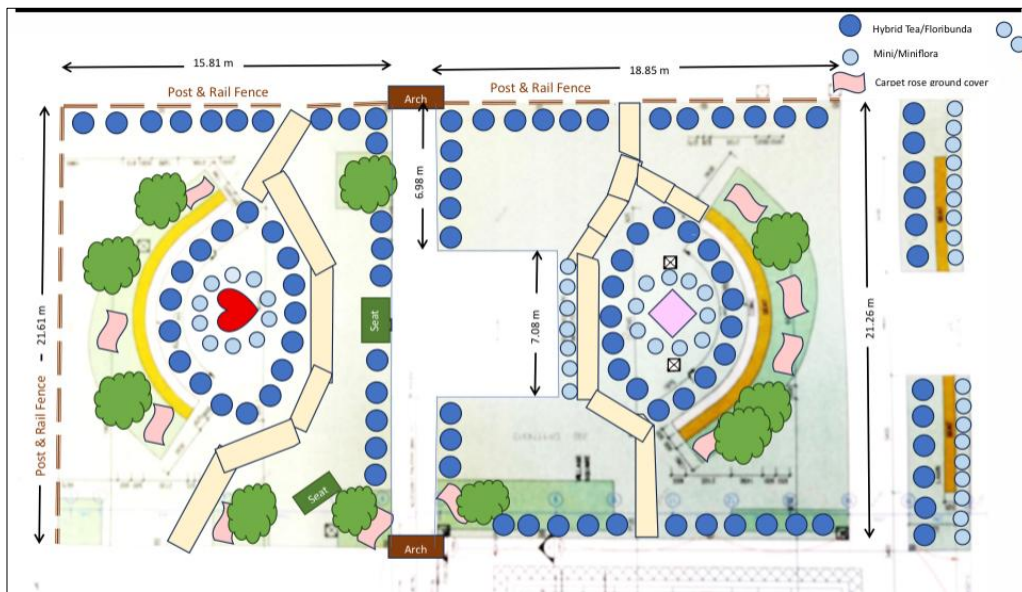 Hybrid Tea/Floribunda
Mini/Miniflora
Carpet rose ground cover
15.81 m
18.85 m
Post & Rail Fence
Arch
Post & Rail Fence
6.98 m
21.61 m
Seat
7.08 m
21.26 m
Post & Rail Fence
Seat
Arch